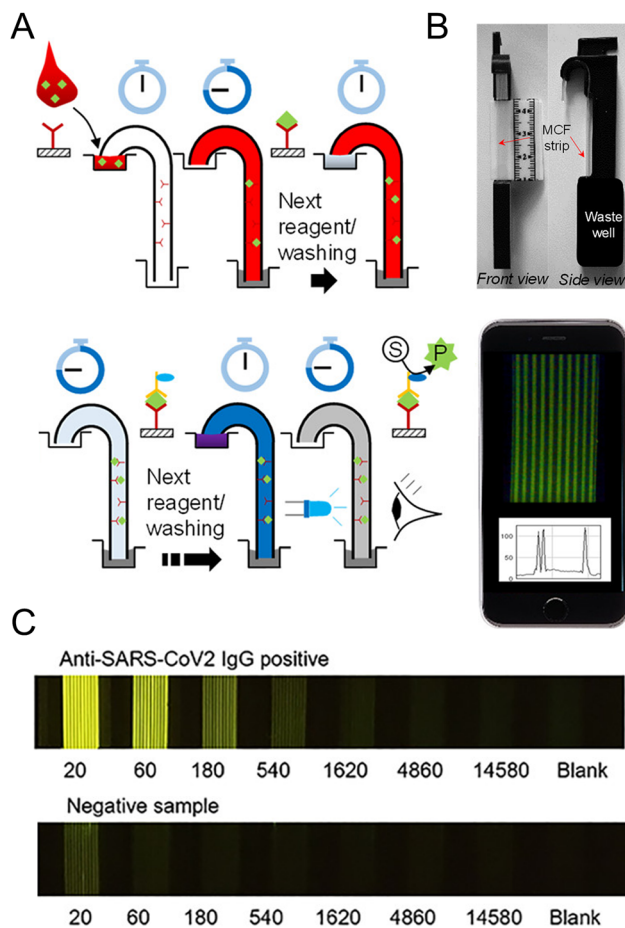 A
B
Next
reagent/
washing
MCF
strip
Waste
well
Front view
Side view
S
P
Next
reagent/
washing
100
50
0
C
Anti-SARS-CoV2 IgG positive
20 60 180 540 1620 4860 14580 Blank
Negative sample
20 60 180 540 1620 4860 14580 Blank